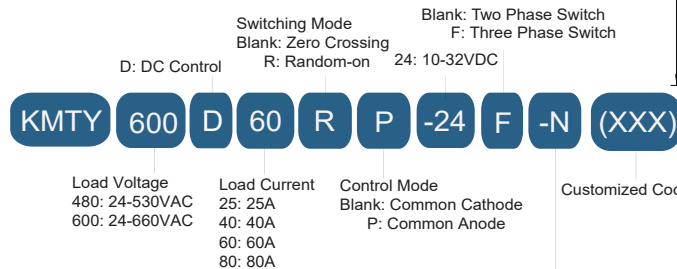 Switching Mode
Blank: Zero Crossing
R: Random-on
Blank: Two Phase Switch
F: Three Phase Switch
D: DC Control
24: 10-32VDC
KMTY 600 D 60 R P -24 F -N (XXX)
Load Voltage
480: 24-530VAC
600: 24-660VAC
Load Current
25: 25A
40: 40A
60: 60A
80: 80A
Control Mode
Blank: Common Cathode
P: Common Anode
Customized